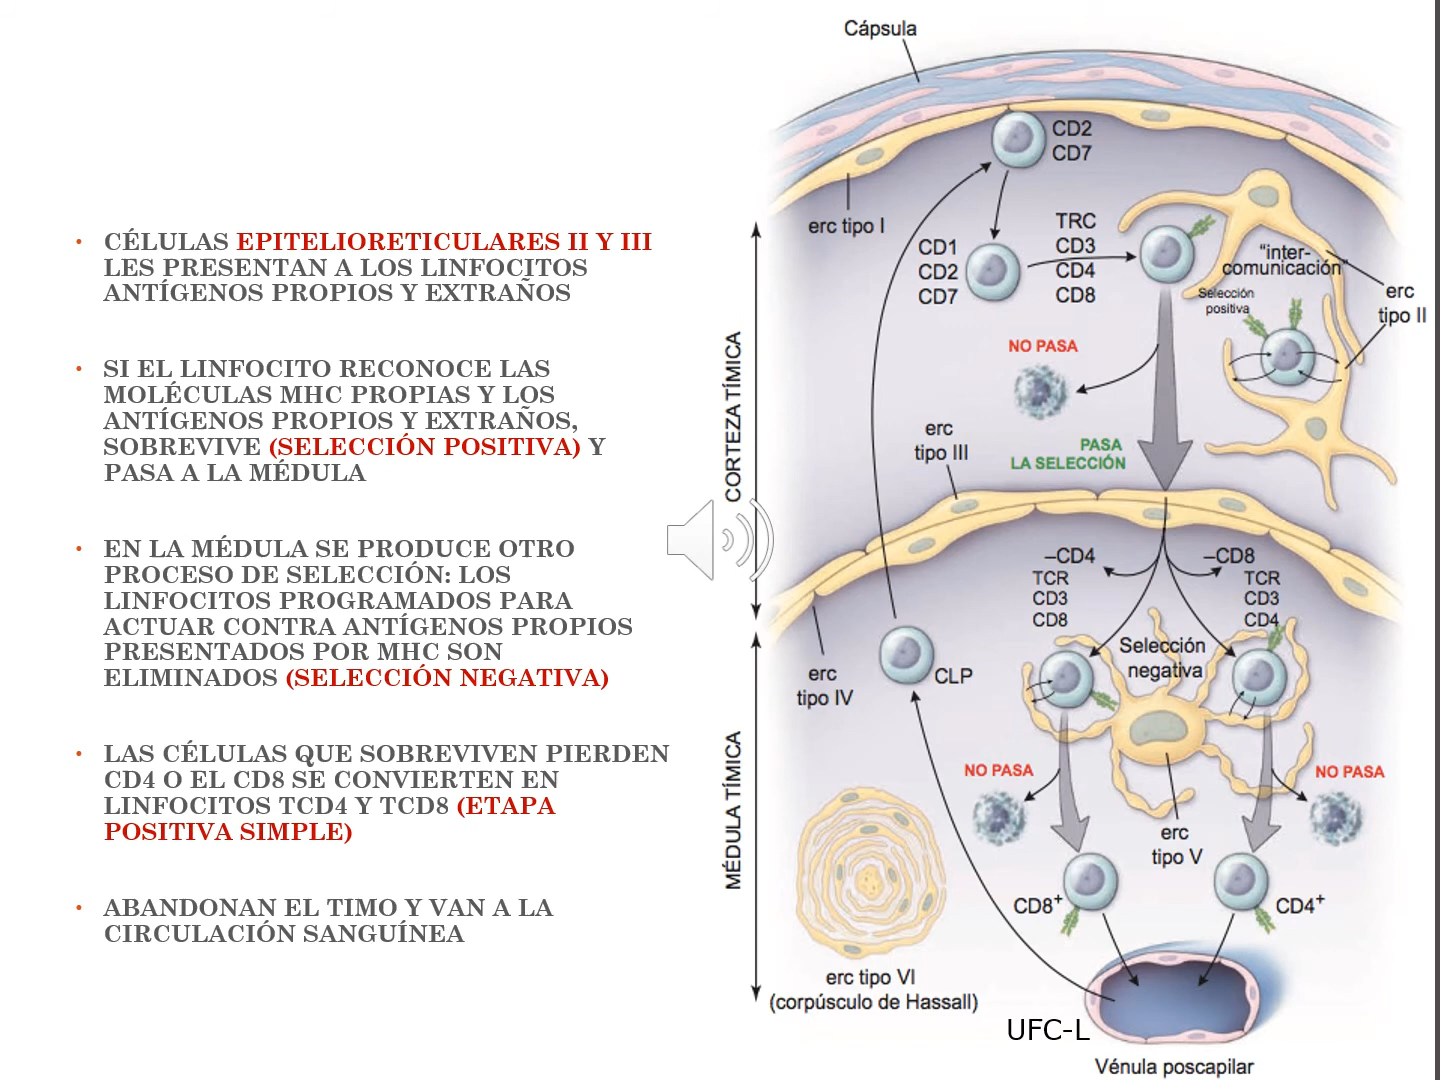 • CÉLULAS EPITELIORETICULARES II Y III
LES PRESENTAN A LOS LINFOCITOS
ANTÍGENOS PROPIOS Y EXTRAÑOS
• SI EL LINFOCITO RECONOCE LAS
MOLÉCULAS MHC PROPIAS Y LOS
ANTÍGENOS PROPIOS Y EXTRAÑOS,
SOBREVIVE (SELECCIÓN POSITIVA) Y
PASA A LA MÉDULA
• EN LA MÉDULA SE PRODUCE OTRO
PROCESO DE SELECCIÓN: LOS
LINFOCITOS PROGRAMADOS PARA
ACTUAR CONTRA ANTÍGENOS PROPIOS
PRESENTADOS POR MHC SON
ELIMINADOS (SELECCIÓN NEGATIVA)
• LAS CÉLULAS QUE SOBREVIVEN PIERDEN
CD4 O EL CD8 SE CONVIERTEN EN
LINFOCITOS TCD4 Y TCD8 (ETAPA
POSITIVA SIMPLE)
• ABANDONAN EL TIMO Y VAN A LA
CIRCULACIÓN SANGUÍNEA
Cápsula
CD2
CD7
erc tipo I
CD1
CD2
CD7
TRC
CD3
CD4
CD8
"inter-
comunicación"
Selección
positiva
erc
tipo II
NO PASA
PASA
LA SELECCIÓN
erc
tipo III
CORTEZA TÍMICA
–CD4
TCR
CD3
CD8
–CD8
TCR
CD3
CD4
Selección
negativa
erc
tipo IV
CLP
MÉDULA TÍMICA
NO PASA
NO PASA
erc
tipo V
CD8+
CD4+
erc tipo VI
(corpúsculo de Hassall)
UFC-L
Vénula poscapilar